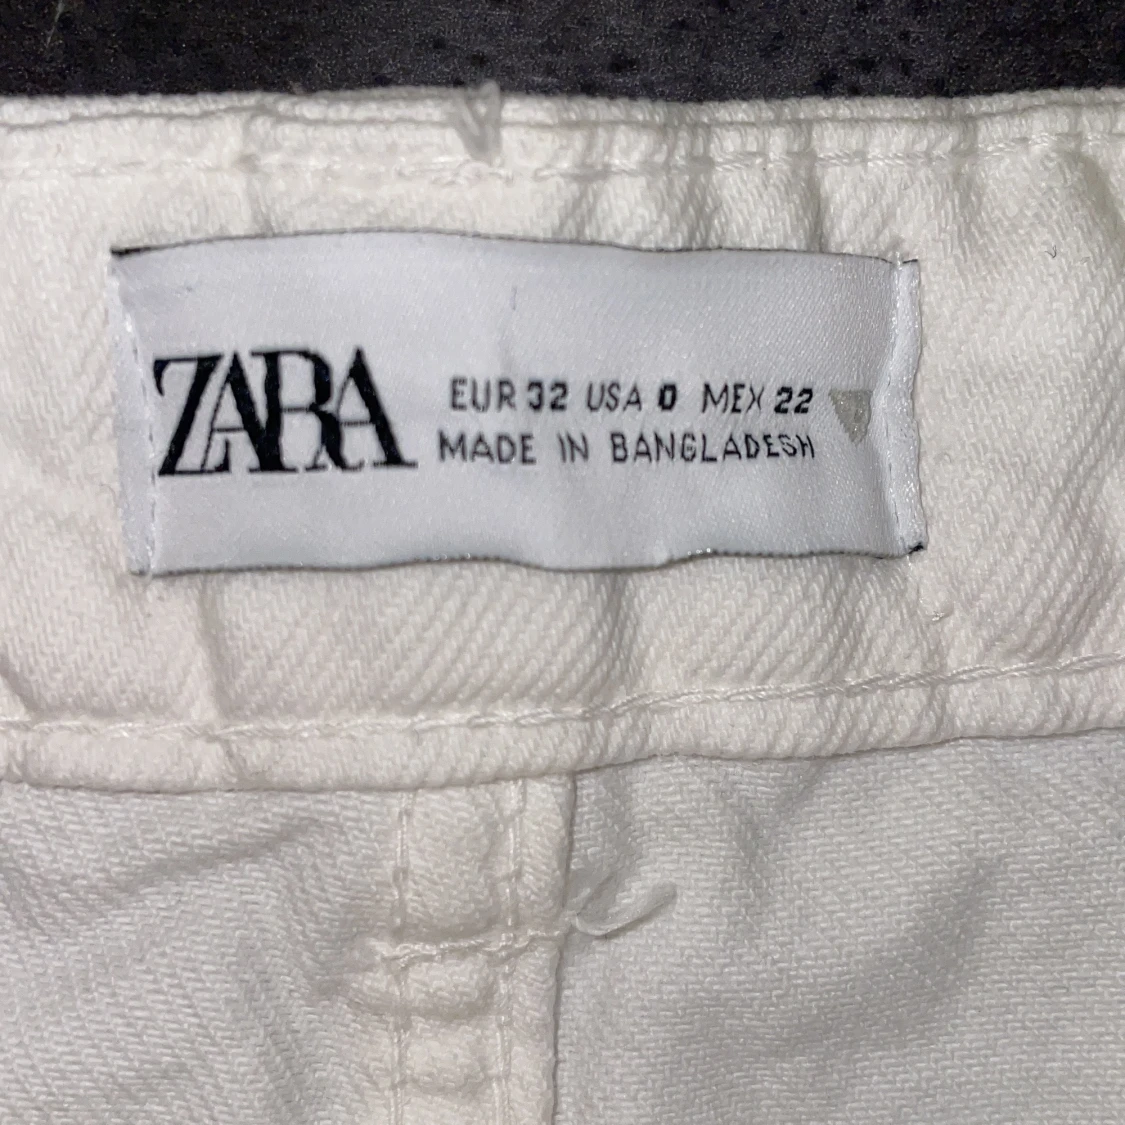 ZARA
EUR 32 USA 0 MEX 22
MADE IN BANGLADESH